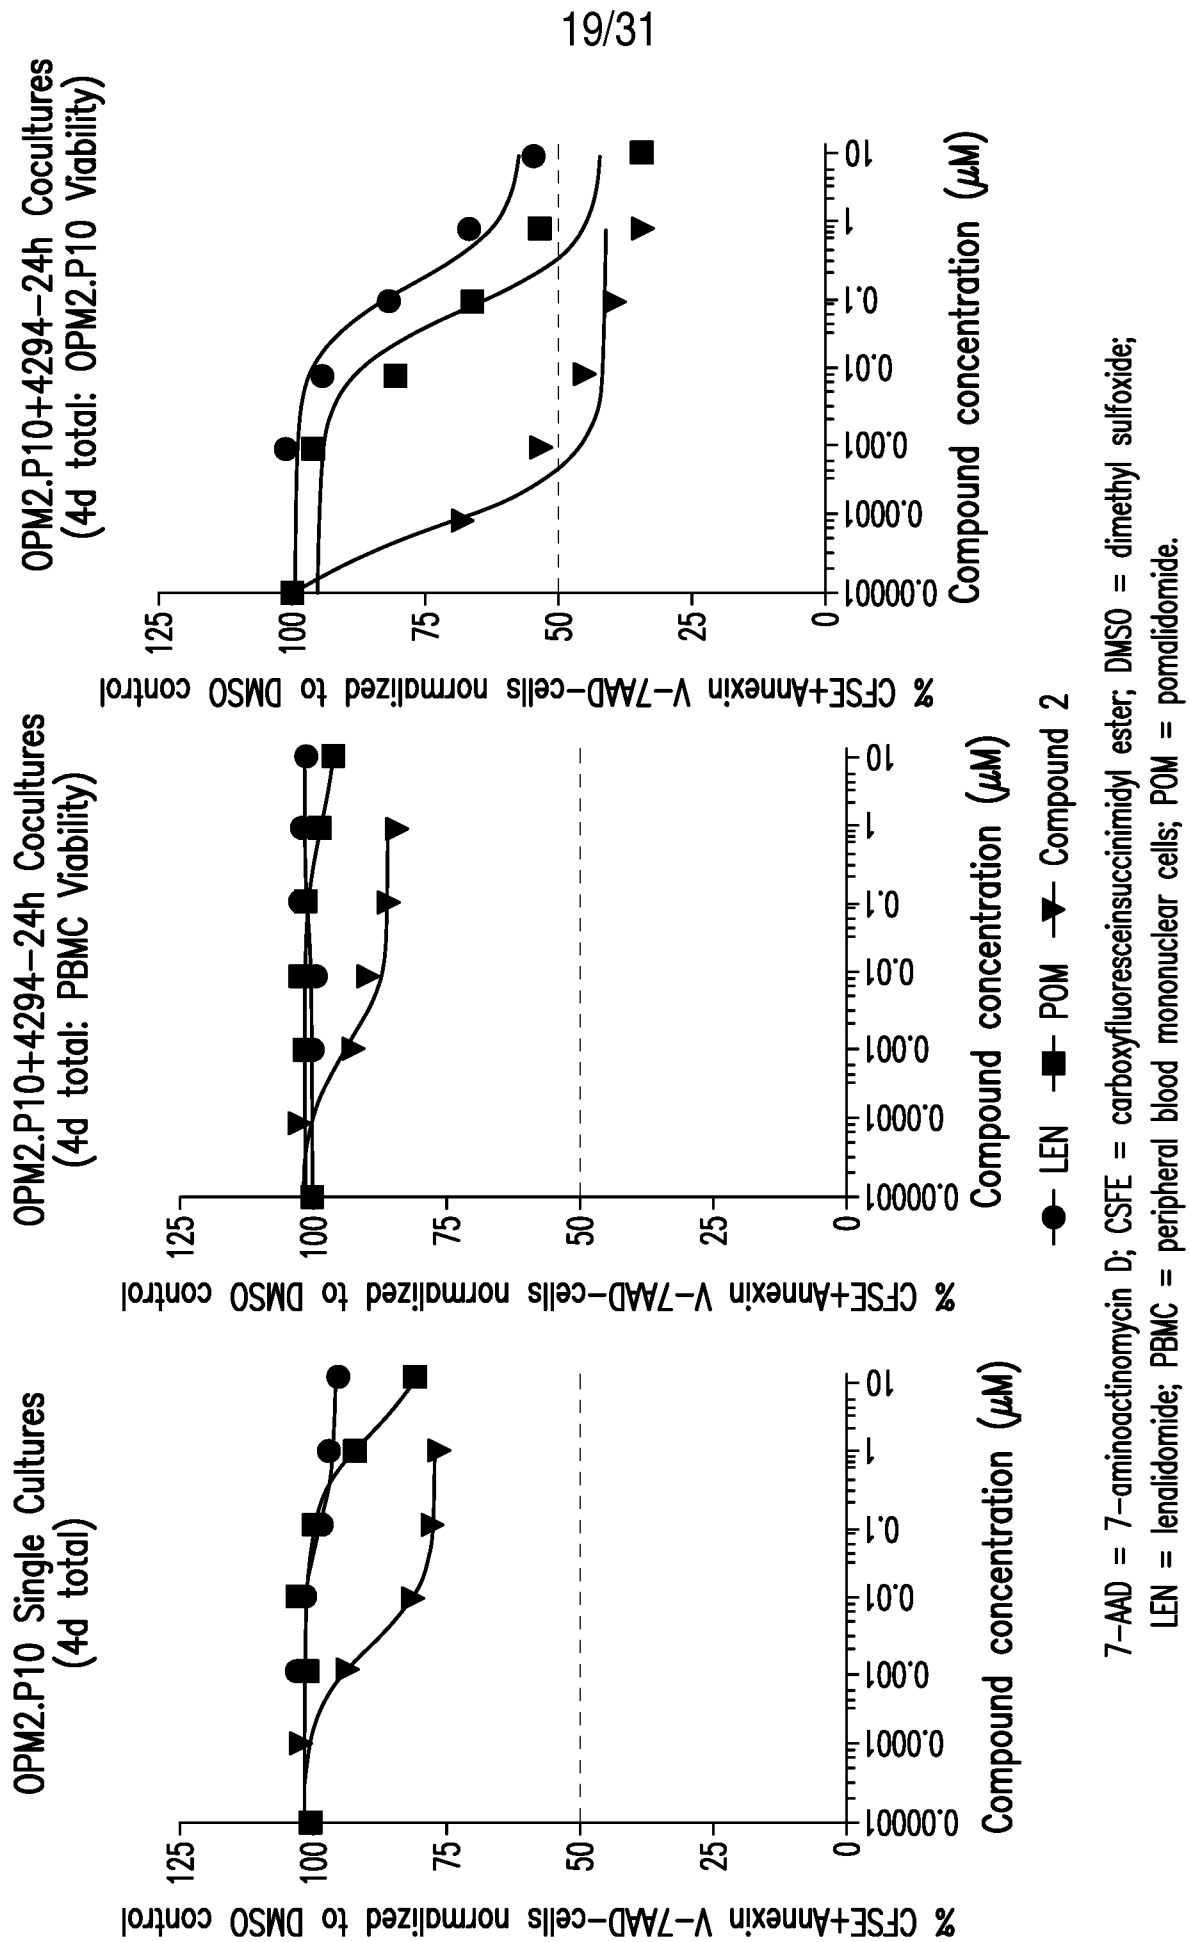 19/31
OPM2.P10 Single Cultures
(4d total)
% CFSE+Annexin V-7AAD-cells normalized to DMSO control
125
100
75
50
25
0
0.00001
0.0001
0.001
0.01
0.1
1
10
Compound concentration (μM)
OPM2.P10+4294-24h Cocultures
(4d total: PBMC Viability)
% CFSE+Annexin V-7AAD-cells normalized to DMSO control
125
100
75
50
25
0
0.00001
0.0001
0.001
0.01
0.1
1
10
Compound concentration (μM)
OPM2.P10+4294-24h Cocultures
(4d total: OPM2.P10 Viability)
% CFSE+Annexin V-7AAD-cells normalized to DMSO control
125
100
75
50
25
0
0.00001
0.0001
0.001
0.01
0.1
1
10
Compound concentration (μM)
LEN POM Compound 2
7-AAD = 7-aminoactinomycin D; CSFE = carboxyfluoresceinsuccinimidyl ester; DMSO = dimethyl sulfoxide;
LEN = lenalidomide; PBMC = peripheral blood mononuclear cells; POM = pomalidomide.